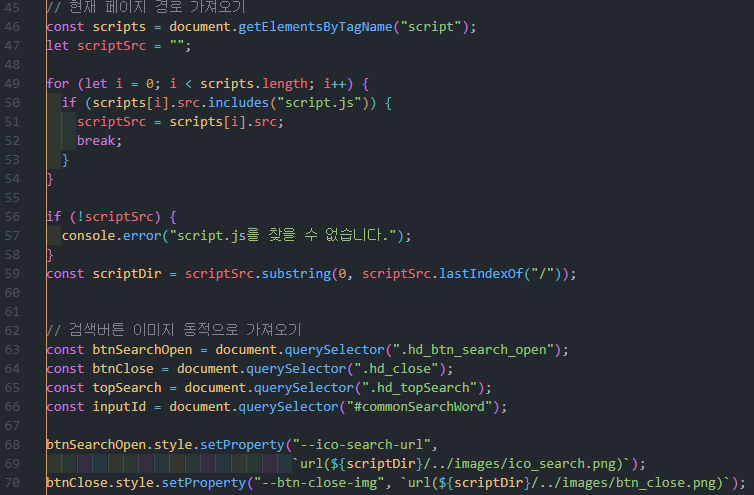 45 // 현재 페이지 경로 가져오기
46 const scripts = document.getElementsByTagName("script");
47 let scriptSrc = "";
48
49 for (let i = 0; i < scripts.length; i++) {
50 if (scripts[i].src.includes("script.js")) {
51 scriptSrc = scripts[i].src;
52 break;
53 }
54 }
55
56 if (!scriptSrc) {
57 console.error("script.js를 찾을 수 없습니다.");
58 }
59 const scriptDir = scriptSrc.substring(0, scriptSrc.lastIndexOf("/"));
60
61
62 // 검색버튼 이미지 동적으로 가져오기
63 const btnSearchOpen = document.querySelector(".hd_btn_search_open");
64 const btnClose = document.querySelector(".hd_close");
65 const topSearch = document.querySelector(".hd_topSearch");
66 const inputId = document.querySelector("#commonSearchWord");
67
68 btnSearchOpen.style.setProperty("--ico-search-url",
69 `url(${scriptDir}/../images/ico_search.png)`);
70 btnClose.style.setProperty("--btn-close-img", `url(${scriptDir}/../images/btn_close.png)`);